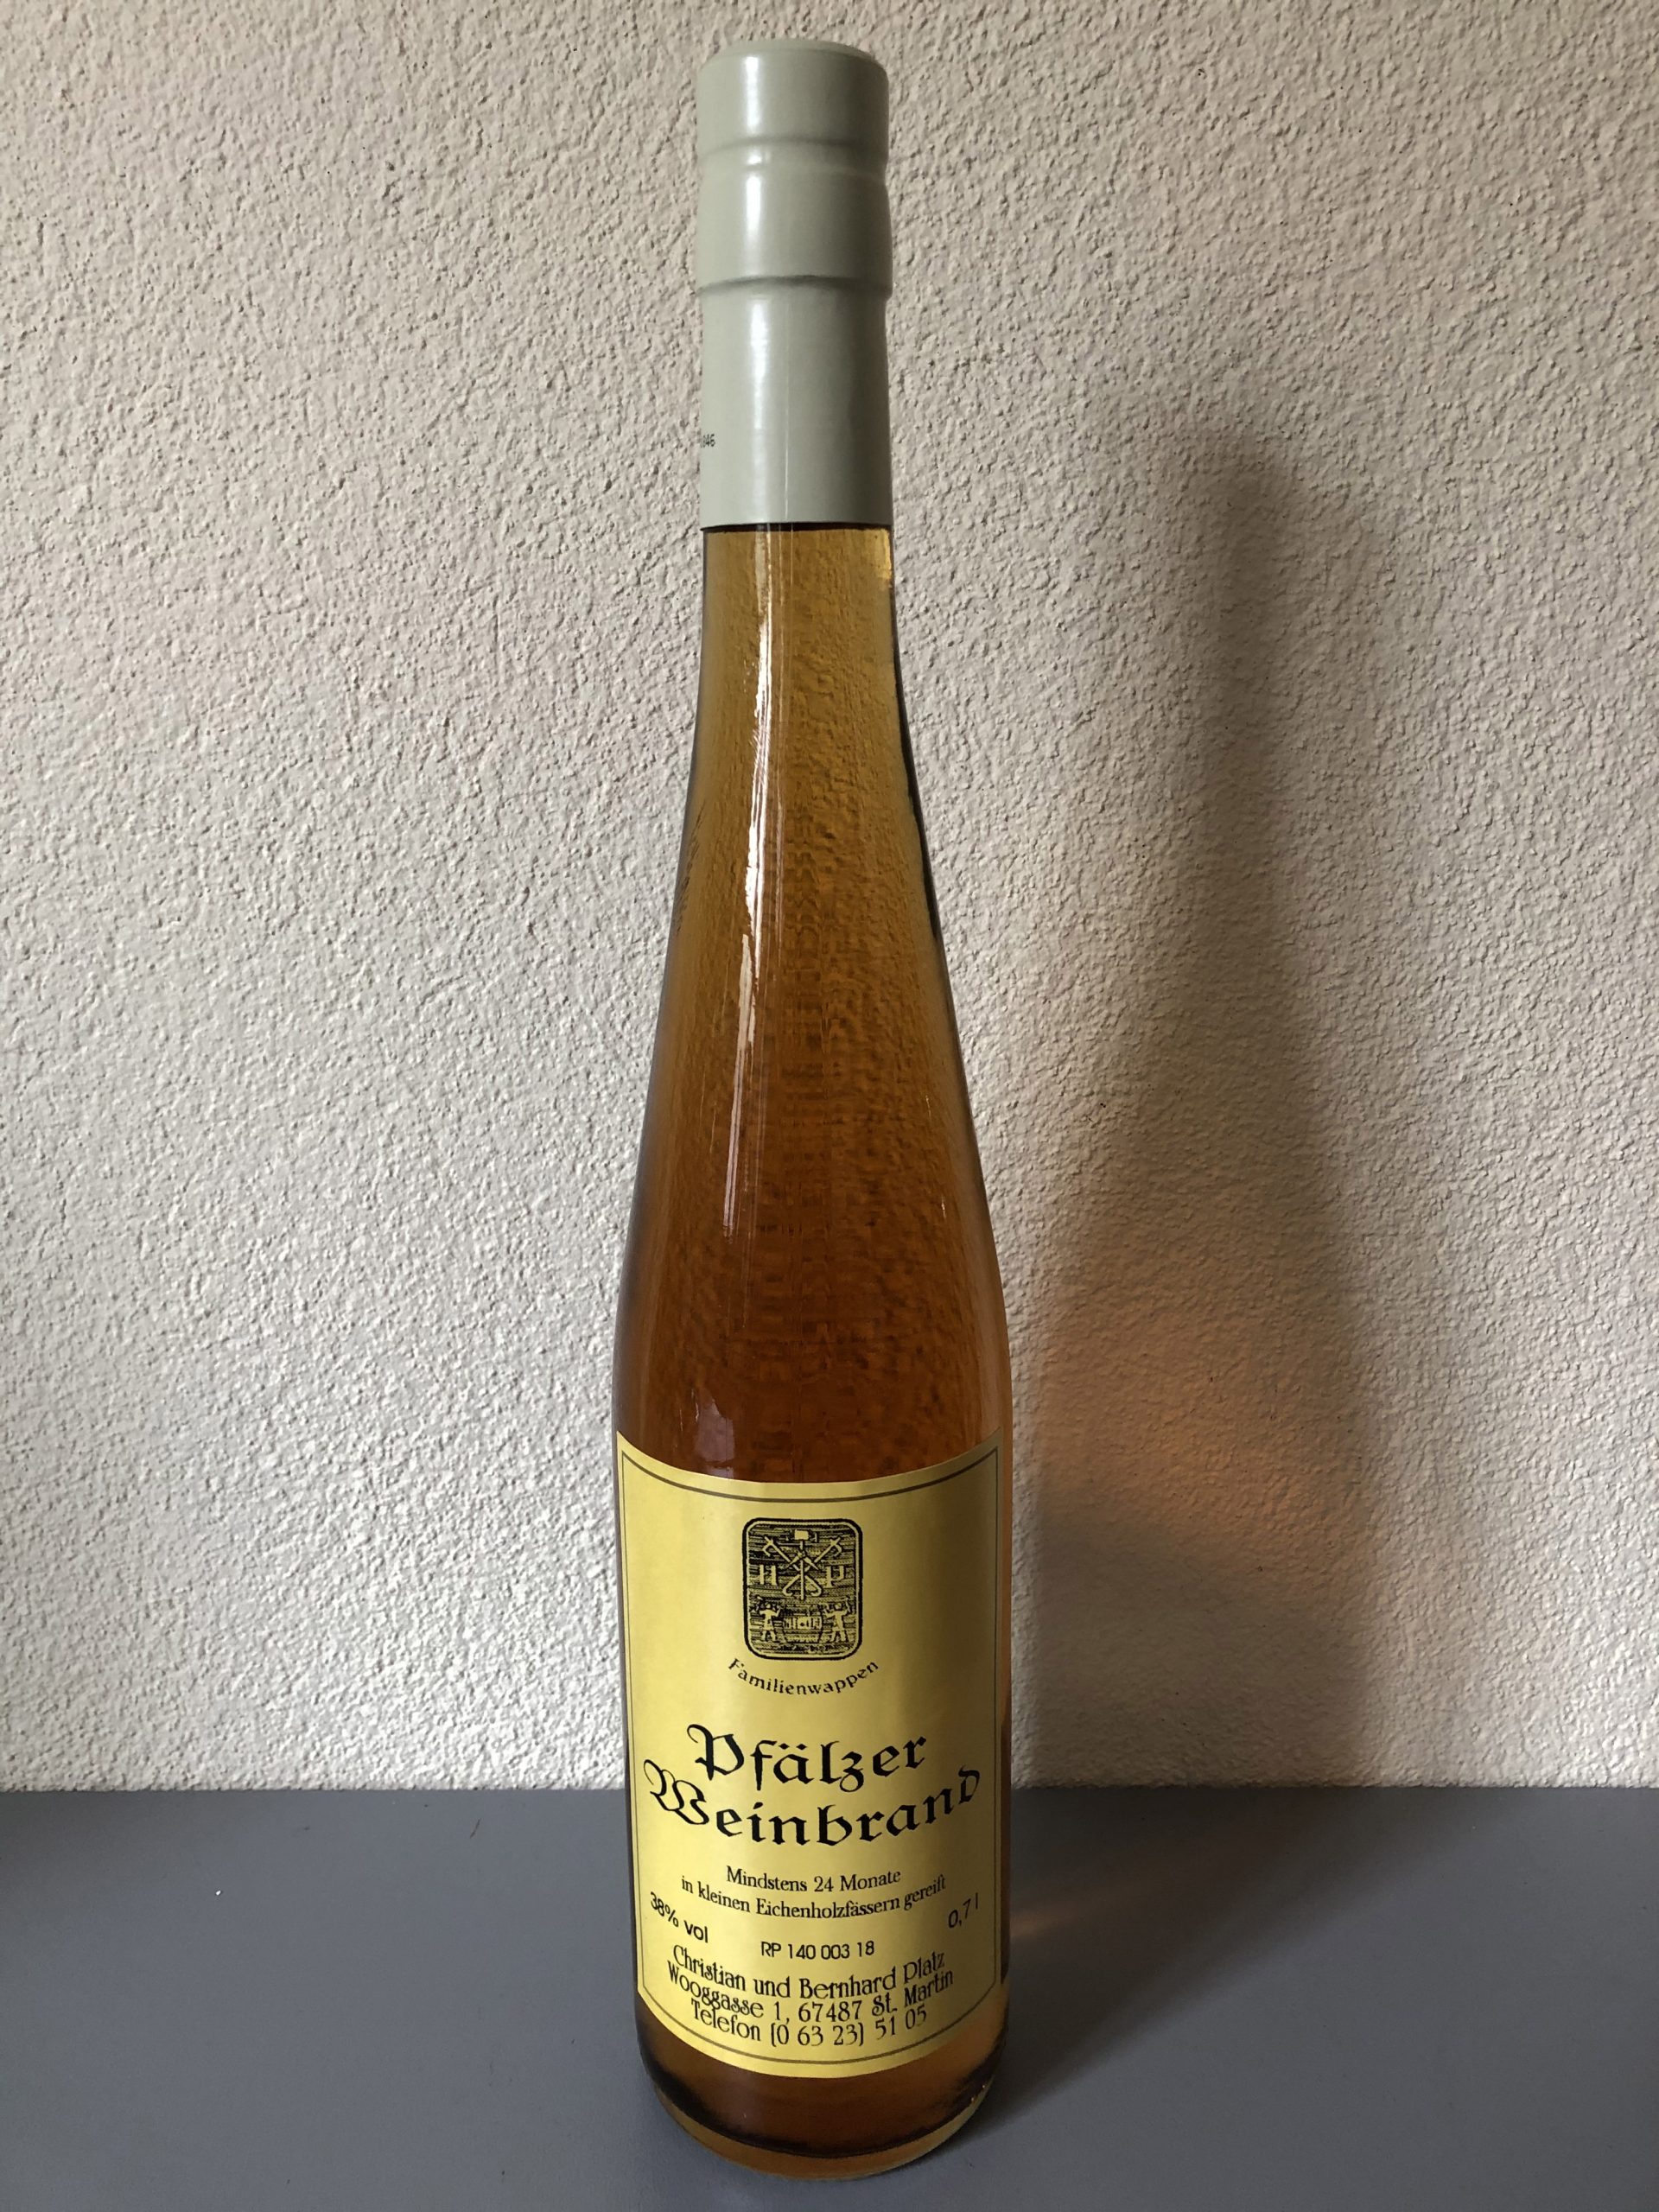 046
H P
Familienwappen
Pfälzer
Weinbrand
Mindstens 24 Monate
in kleinen Eichenholzfässern gereift
38% vol
0,7 l
RP 140 003 18
Christian und Bernhard Platz
Wooggasse 1, 67487 St. Martin
Telefon (0 63 23) 51 05